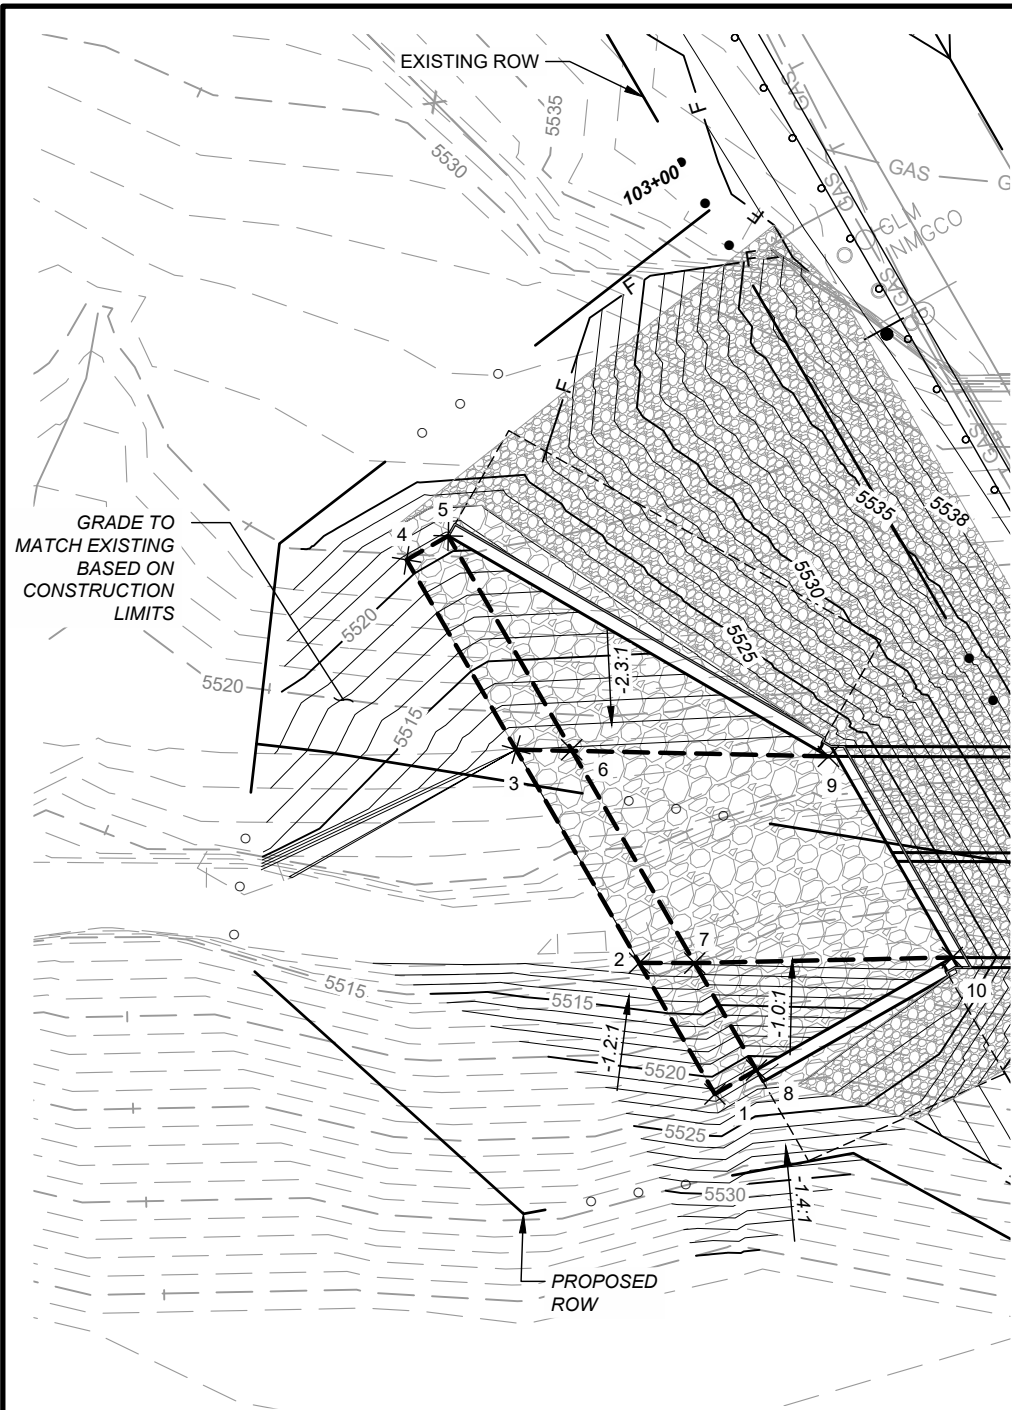 EXISTING ROW
5535
5530
103+00
F
F
F
F
F
GAS
GAS
G
GAS
GLM
NMGCO
GAS
GAS
5535
5538
5530
5525
GRADE TO
MATCH EXISTING
BASED ON
CONSTRUCTION
LIMITS
5
4
5520
5520
5515
-2.3:1
3
6
9
2
7
10
5515
5515
-1.2:1
-1.0:1
5520
8
1
5525
5530
-1.4:1
PROPOSED
ROW